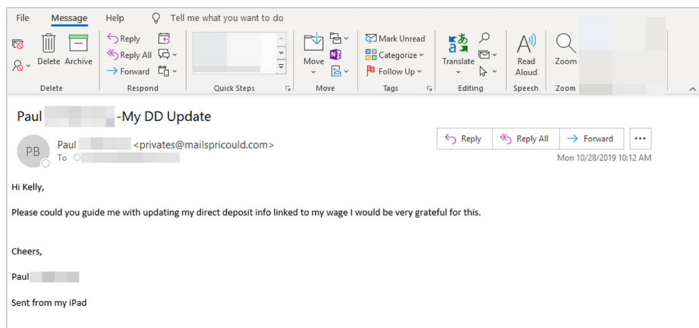 File Message Help Tell me what you want to do
Delete Archive
Reply
Reply All
Forward
Move
Mark Unread
Categorize
Follow Up
Translate
Read Aloud
Zoom
Delete Respond Quick Steps Move Tags Editing Speech Zoom
Paul -My DD Update
PB
Paul <privates@mailspricould.com>
To
Reply Reply All Forward
Mon 10/28/2019 10:12 AM
Hi Kelly,
Please could you guide me with updating my direct deposit info linked to my wage I would be very grateful for this.
Cheers,
Paul
Sent from my iPad